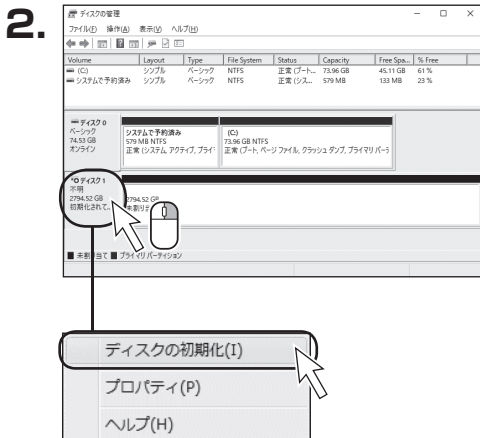 2.
ディスクの管理
ファイル(F) 操作(A) 表示(V) ヘルプ(H)
Volume Layout Type File System Status Capacity Free Spa... % Free
(C:) シンプル ベーシック NTFS 正常 (ブート... 73.96 GB 45.11 GB 61 %
システムで予約済み シンプル ベーシック NTFS 正常 (シス... 579 MB 133 MB 23 %
ディスク 0
ベーシック
74.53 GB
オンライン
システムで予約済み
579 MB NTFS
正常 (システム, アクティブ, プライ
(C:)
73.96 GB NTFS
正常 (ブート, ページ ファイル, クラッシュ ダンプ, プライマリ パーテ
ディスク 1
不明
2794.52 GB
初期化されて...
2794.52 GB
未割り
未割 当て プライマリ パーティション
ディスクの初期化(I)
プロパティ(P)
ヘルプ(H)